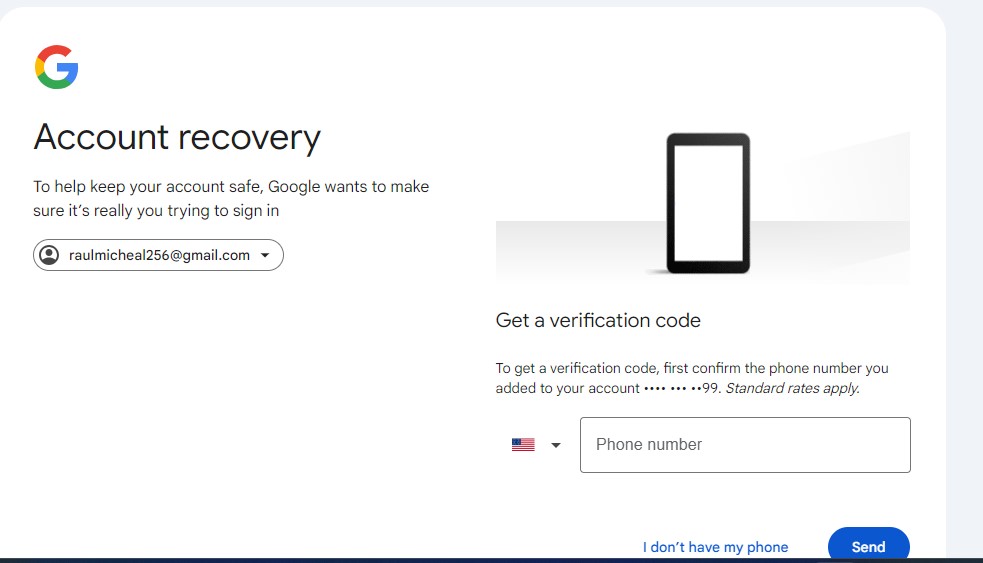 Account recovery
To help keep your account safe, Google wants to make
sure it’s really you trying to sign in
raulmicheal256@gmail.com
Get a verification code
To get a verification code, first confirm the phone number you
added to your account •••• ••• ••99. Standard rates apply.
Phone number
I don’t have my phone
Send